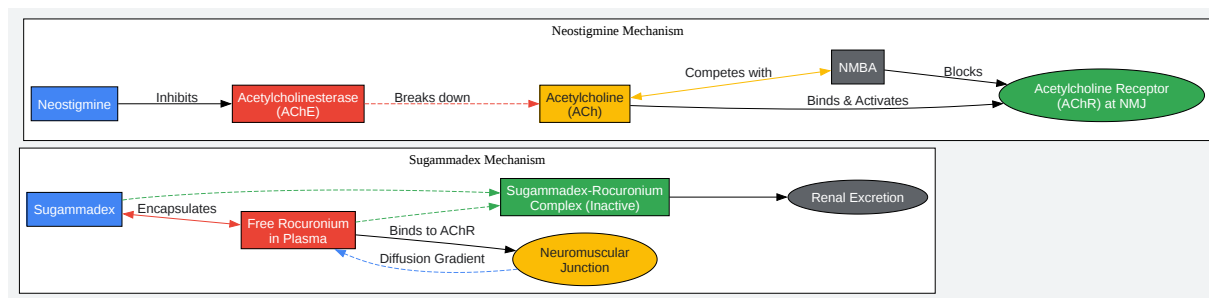 Neostigmine Mechanism
Neostigmine
Inhibits
Acetylcholinesterase
(AChE)
Breaks down
Acetylcholine
(ACh)
Competes with
NMBA
Blocks
Binds & Activates
Acetylcholine Receptor
(AChR) at NMJ
Sugammadex Mechanism
Sugammadex
Encapsulates
Free Rocuronium
in Plasma
Sugammadex-Rocuronium
Complex (Inactive)
Renal Excretion
Binds to AChR
Diffusion Gradient
Neuromuscular
Junction